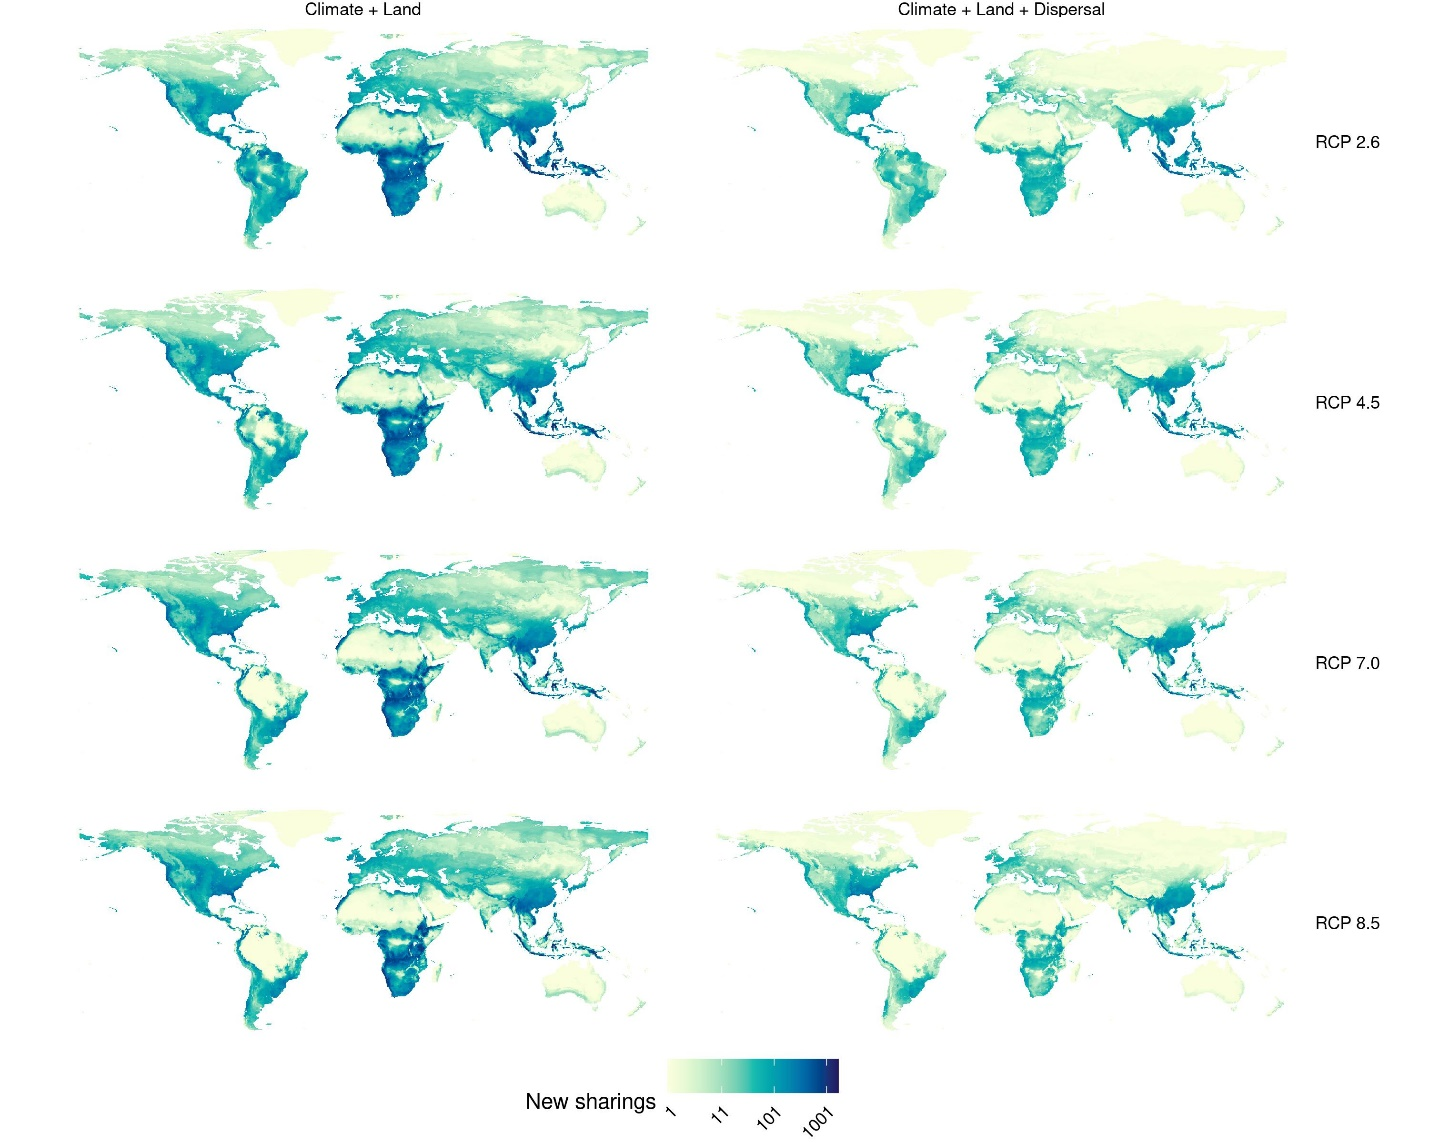 Climate + Land
Climate + Land + Dispersal
RCP 2.6
RCP 4.5
RCP 7.0
RCP 8.5
New sharings
1
11
101
1001